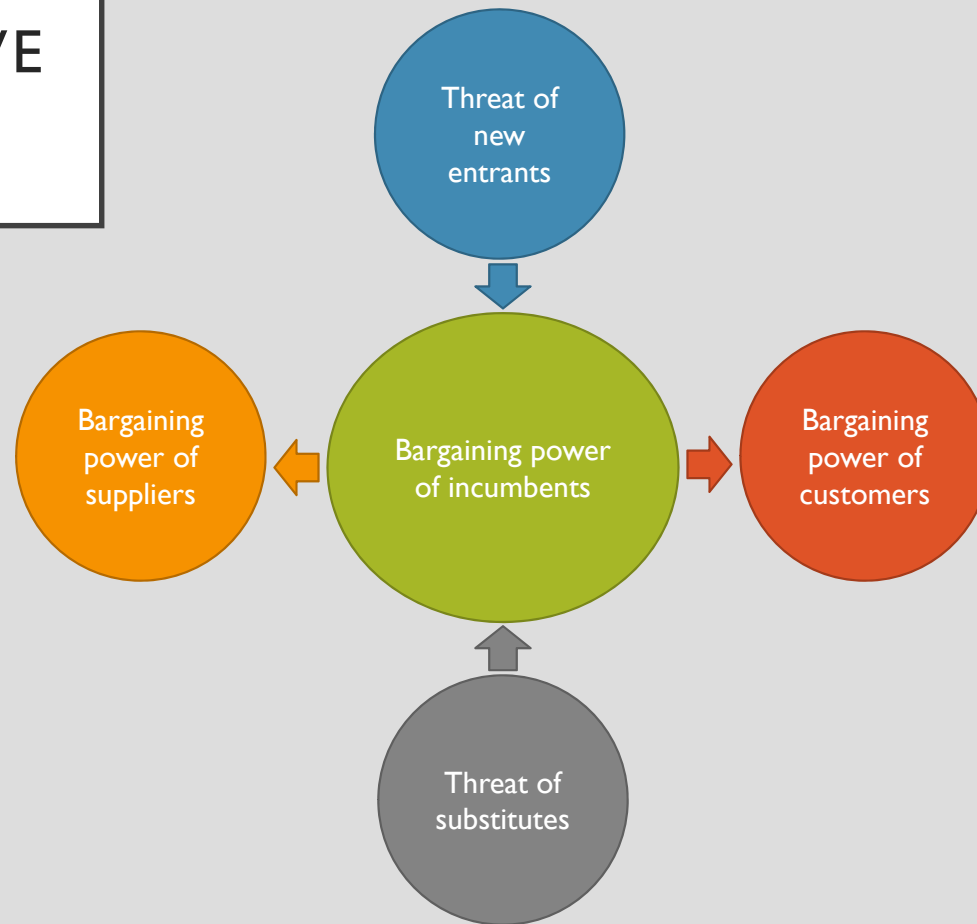 VE
Threat of
new
entrants
Bargaining
power of
suppliers
Bargaining power
of incumbents
Bargaining
power of
customers
Threat of
substitutes